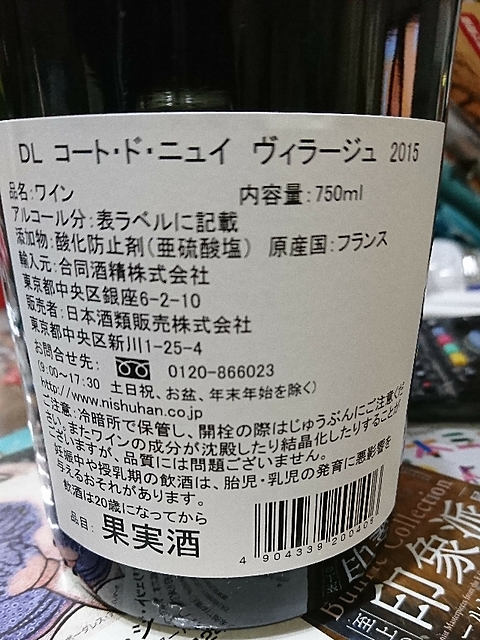 DL コート・ド・ニュイ ヴィラージュ 2015
品名:ワイン 内容量:750ml
アルコール分:表ラベルに記載
添加物:酸化防止剤(亜硫酸塩) 原産国:フランス
輸入元:合同酒精株式会社
東京都中央区銀座6-2-10
販売者:日本酒類販売株式会社
東京都中央区新川1-25-4
お問合せ先: 0120-866023
(9:00~17:30 土日祝、お盆、年末年始を除く)
http://www.nishuhan.co.jp
ご注意:冷暗所で保管し、開栓の際はじゅうぶんにご注意くだ
さい。またワインの成分が沈殿したり結晶化したりすることが
ございますが、品質には問題ございません。
妊娠中や授乳期の飲酒は、胎児・乳児の発育に悪影響を
与えるおそれがあります。
飲酒は20歳になってから
品目:果実酒
4 904339 200405
印象派
Collection